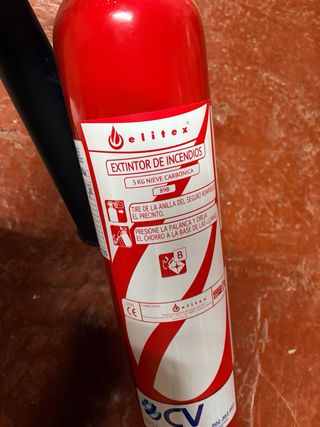 elitex
EXTINTOR DE INCENDIOS
5 KG NIEVE CARBÓNICA
89B
TIRE DE LA ANILLA DEL SEGURO ROMPIENDO
EL PRECINTO.
PRESIONE LA PALANCA Y DIRIJA
EL CHORRO A LA BASE DE LAS LLAMAS
B
CE
elitex
CV